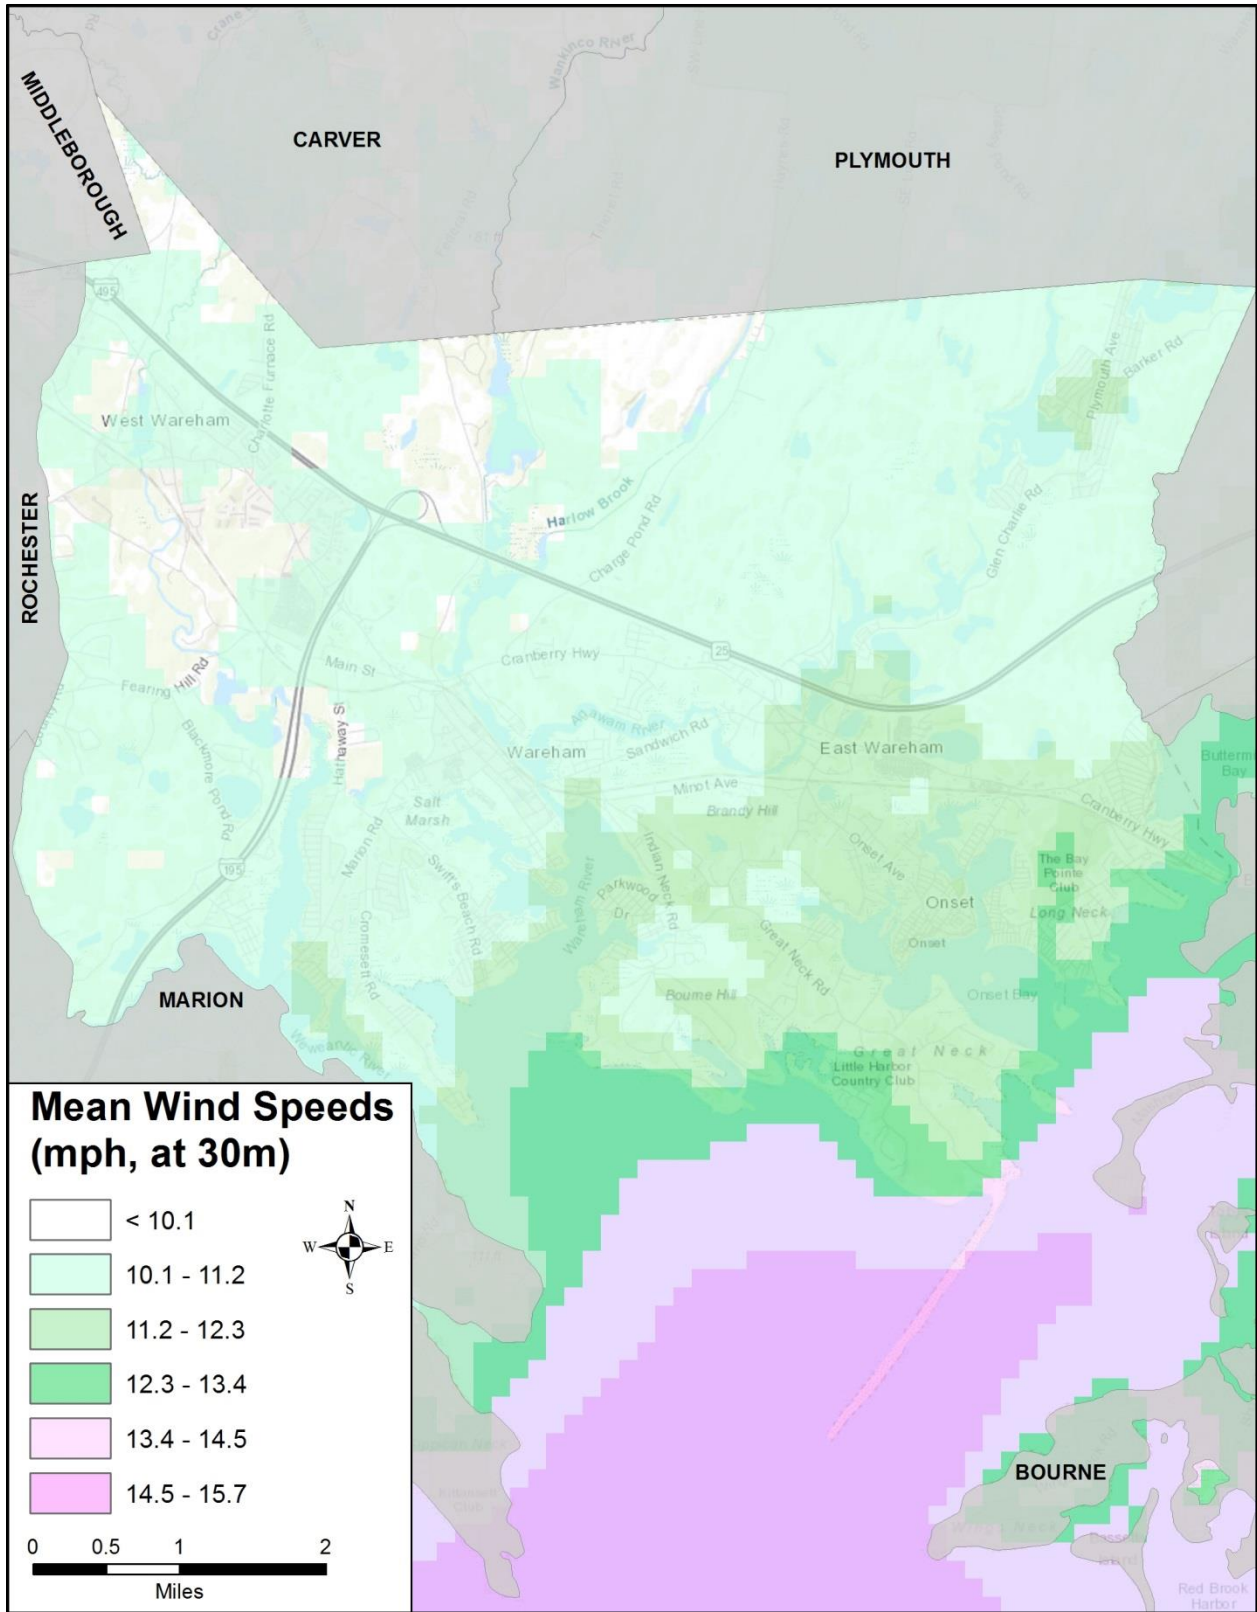 Wankinco River
CARVER
PLYMOUTH
MIDDLEBOROUGH
Federal Rd
495
Charlotte Furnace Rd
Plymouth Ave
Barker Rd
West Wareham
ROCHESTER
Harlow Brook
Charge Pond Rd
Glen Charlie Rd
25
Main St
Cranberry Hwy
Fearing Hill Rd
County Rd
Hathaway St
Blackmore Pond Rd
Agawam River
Sandwich Rd
Wareham
East Wareham
Minot Ave
Brandy Hill
Cranberry Hwy
Salt
Marsh
Marion Rd
Swifts Beach Rd
Indian Neck Rd
Onset Ave
The Bay
Pointe
Club
195
Wareham River
Parkwood
Dr
Onset
Long Neck
Cromesett Rd
Great Neck Rd
Onset
MARION
Bourne Hill
Onset Bay
Weweantic River
Great Neck
Little Harbor
Country Club
Mean Wind Speeds
(mph, at 30m)
< 10.1
10.1 - 11.2
11.2 - 12.3
12.3 - 13.4
13.4 - 14.5
14.5 - 15.7
N
W
E
S
0 0.5 1 2
Miles
BOURNE
Red Brook
Harbor